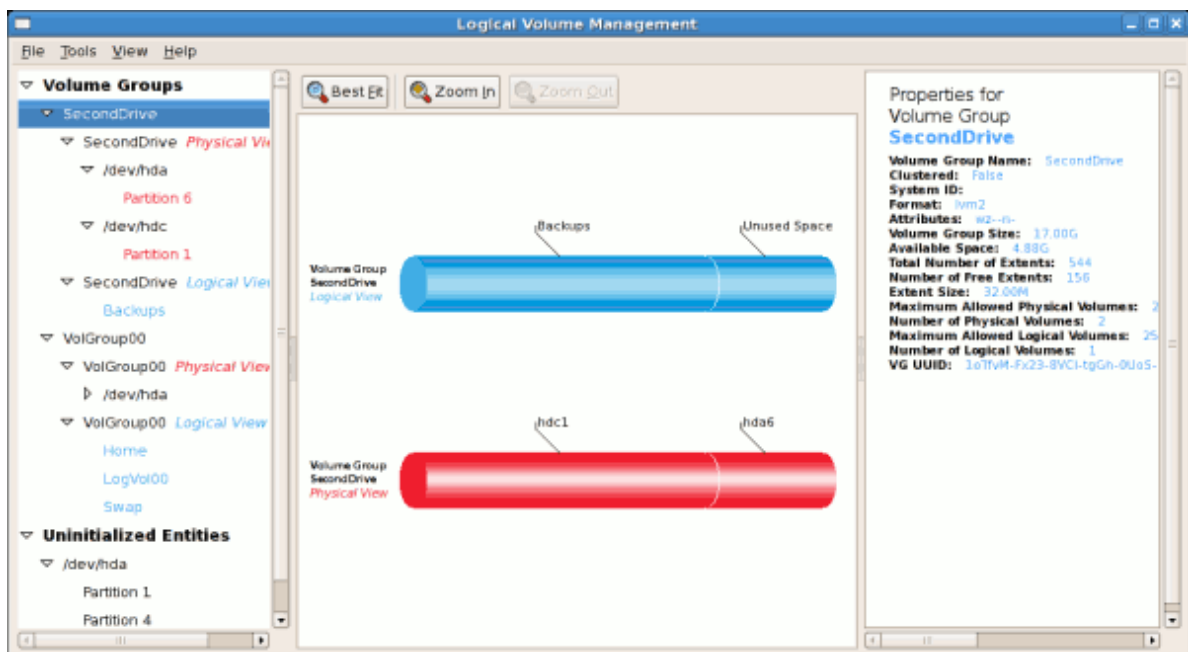 Logical Volume Management
File Tools View Help
Volume Groups
SecondDrive
SecondDrive Physical Vi
/dev/hda
Partition 6
/dev/hdc
Partition 1
SecondDrive Logical Vie
Backups
VolGroup00
VolGroup00 Physical View
/dev/hda
VolGroup00 Logical View
Home
LogVol00
Swap
Uninitialized Entities
/dev/hda
Partition 1
Partition 4
Best Fit Zoom In Zoom Out
Backups Unused Space
Volume Group
SecondDrive
Logical View
hdc1 hda6
Volume Group
SecondDrive
Physical View
Properties for
Volume Group
SecondDrive
Volume Group Name: SecondDrive
Clustered: False
System ID:
Format: lvm2
Attributes: wz--n-
Volume Group Size: 17.00G
Available Space: 4.88G
Total Number of Extents: 544
Number of Free Extents: 156
Extent Size: 32.00M
Maximum Allowed Physical Volumes: 2
Number of Physical Volumes: 2
Maximum Allowed Logical Volumes: 25
Number of Logical Volumes: 1
VG UUID: